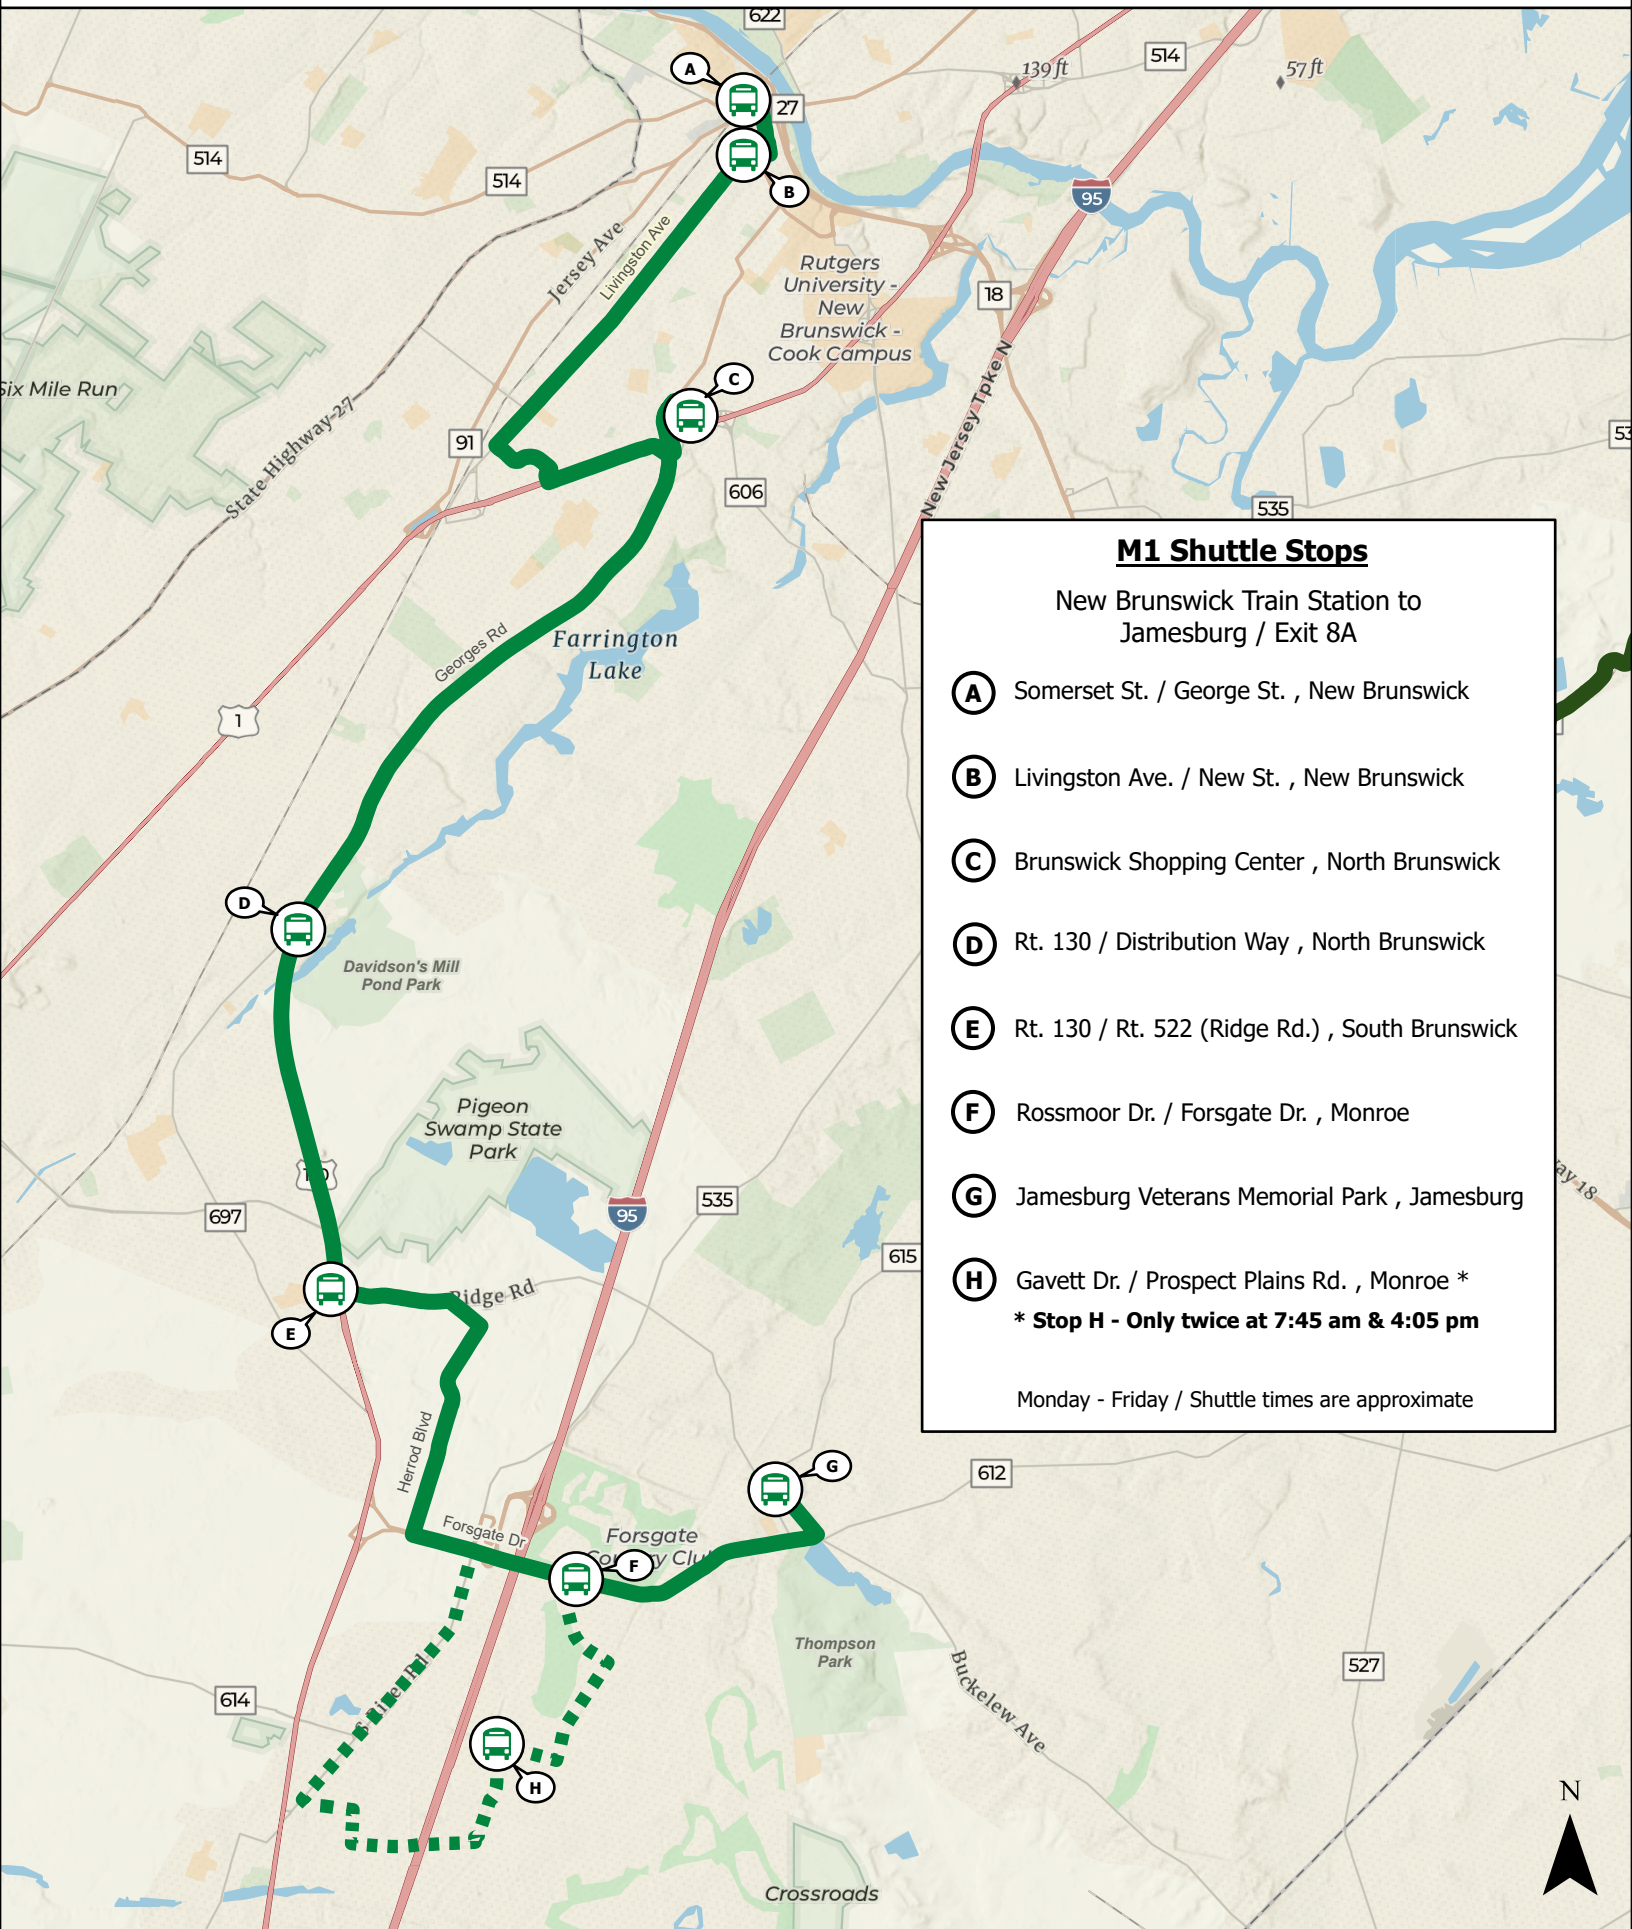 622
A
27
B
514
139 ft
57 ft
514
514
95
Jersey Ave
Livingston Ave
Rutgers
University -
New
Brunswick -
Cook Campus
18
Six Mile Run
State Highway 27
91
C
606
New Jersey Tpke N
535
Georges Rd
Farrington
Lake
1
D
Davidson's Mill
Pond Park
Pigeon
Swamp State
Park
697
95
535
615
Ridge Rd
E
Herrod Blvd
Forsgate Dr
Forsgate
F
G
612
Thompson
Park
Buckelew Ave
527
614
S River Rd
H
Crossroads
N
M1 Shuttle Stops
New Brunswick Train Station to
Jamesburg / Exit 8A
A Somerset St. / George St. , New Brunswick
B Livingston Ave. / New St. , New Brunswick
C Brunswick Shopping Center , North Brunswick
D Rt. 130 / Distribution Way , North Brunswick
E Rt. 130 / Rt. 522 (Ridge Rd.) , South Brunswick
F Rossmoor Dr. / Forsgate Dr. , Monroe
G Jamesburg Veterans Memorial Park , Jamesburg
H Gavett Dr. / Prospect Plains Rd. , Monroe *
* Stop H - Only twice at 7:45 am & 4:05 pm
Monday - Friday / Shuttle times are approximate